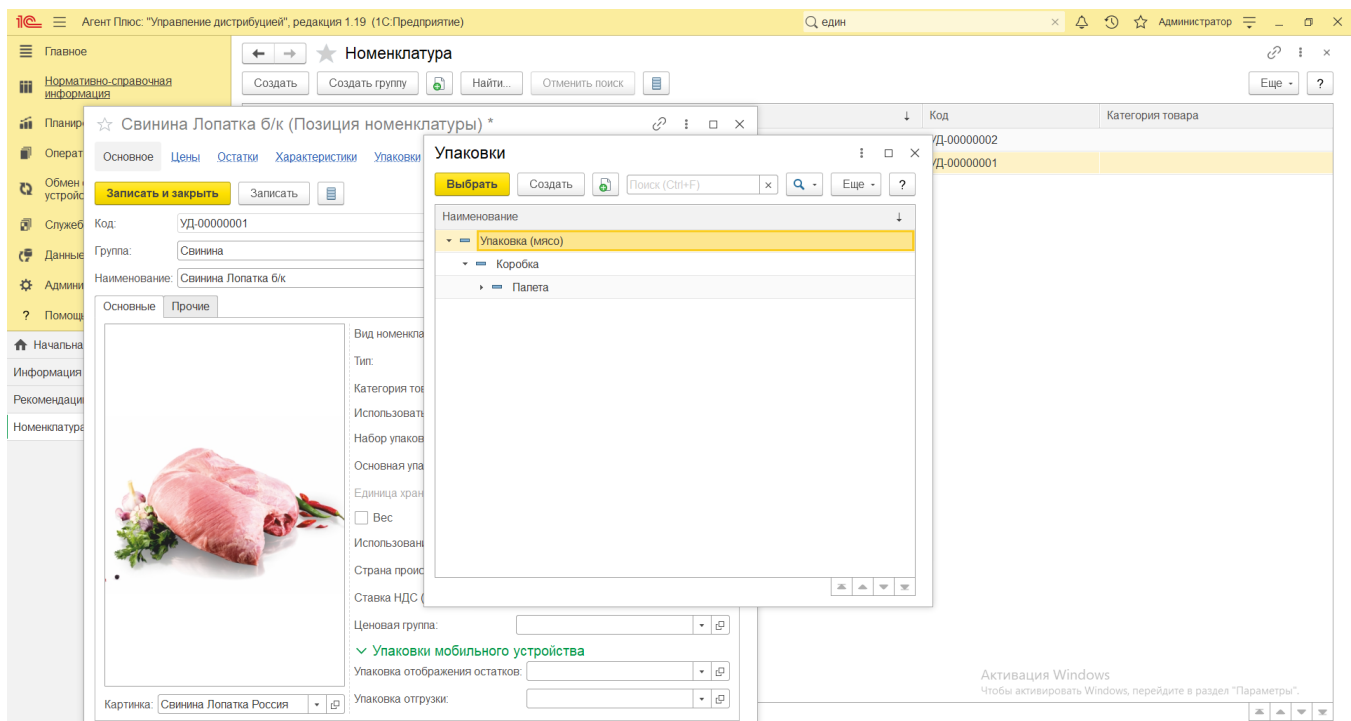 Агент Плюс: "Управление дистрибуцией", редакция 1.19 (1С:Предприятие)
един
Администратор
Главное
Нормативно-справочная
информация
Номенклатура
Создать
Создать группу
Найти...
Отменить поиск
Еще
?
Код
Категория товара
УД-00000002
УД-00000001
Планир
Операт
Обмен
устройс
Служеб
Данные
Админи
? Помощь
Начальна
Информация
Рекомендации
Номенклатура
Свинина Лопатка б/к (Позиция номенклатуры) *
Основное Цены Остатки Характеристики Упаковки
Записать и закрыть Записать
Код: УД-00000001
Группа: Свинина
Наименование: Свинина Лопатка б/к
Основные Прочие
Вид номенкла
Тип:
Категория тов
Использовать
Набор упаков
Основная упа
Единица хран
Вес
Использовани
Страна проис
Ставка НДС (
Ценовая группа:
Упаковки мобильного устройства
Упаковка отображения остатков:
Упаковка отгрузки:
Картинка: Свинина Лопатка Россия
Упаковки
Выбрать Создать Поиск (Ctrl+F) Еще ?
Наименование
Упаковка (мясо)
Коробка
Палета
Активация Windows
Чтобы активировать Windows, перейдите в раздел "Параметры".